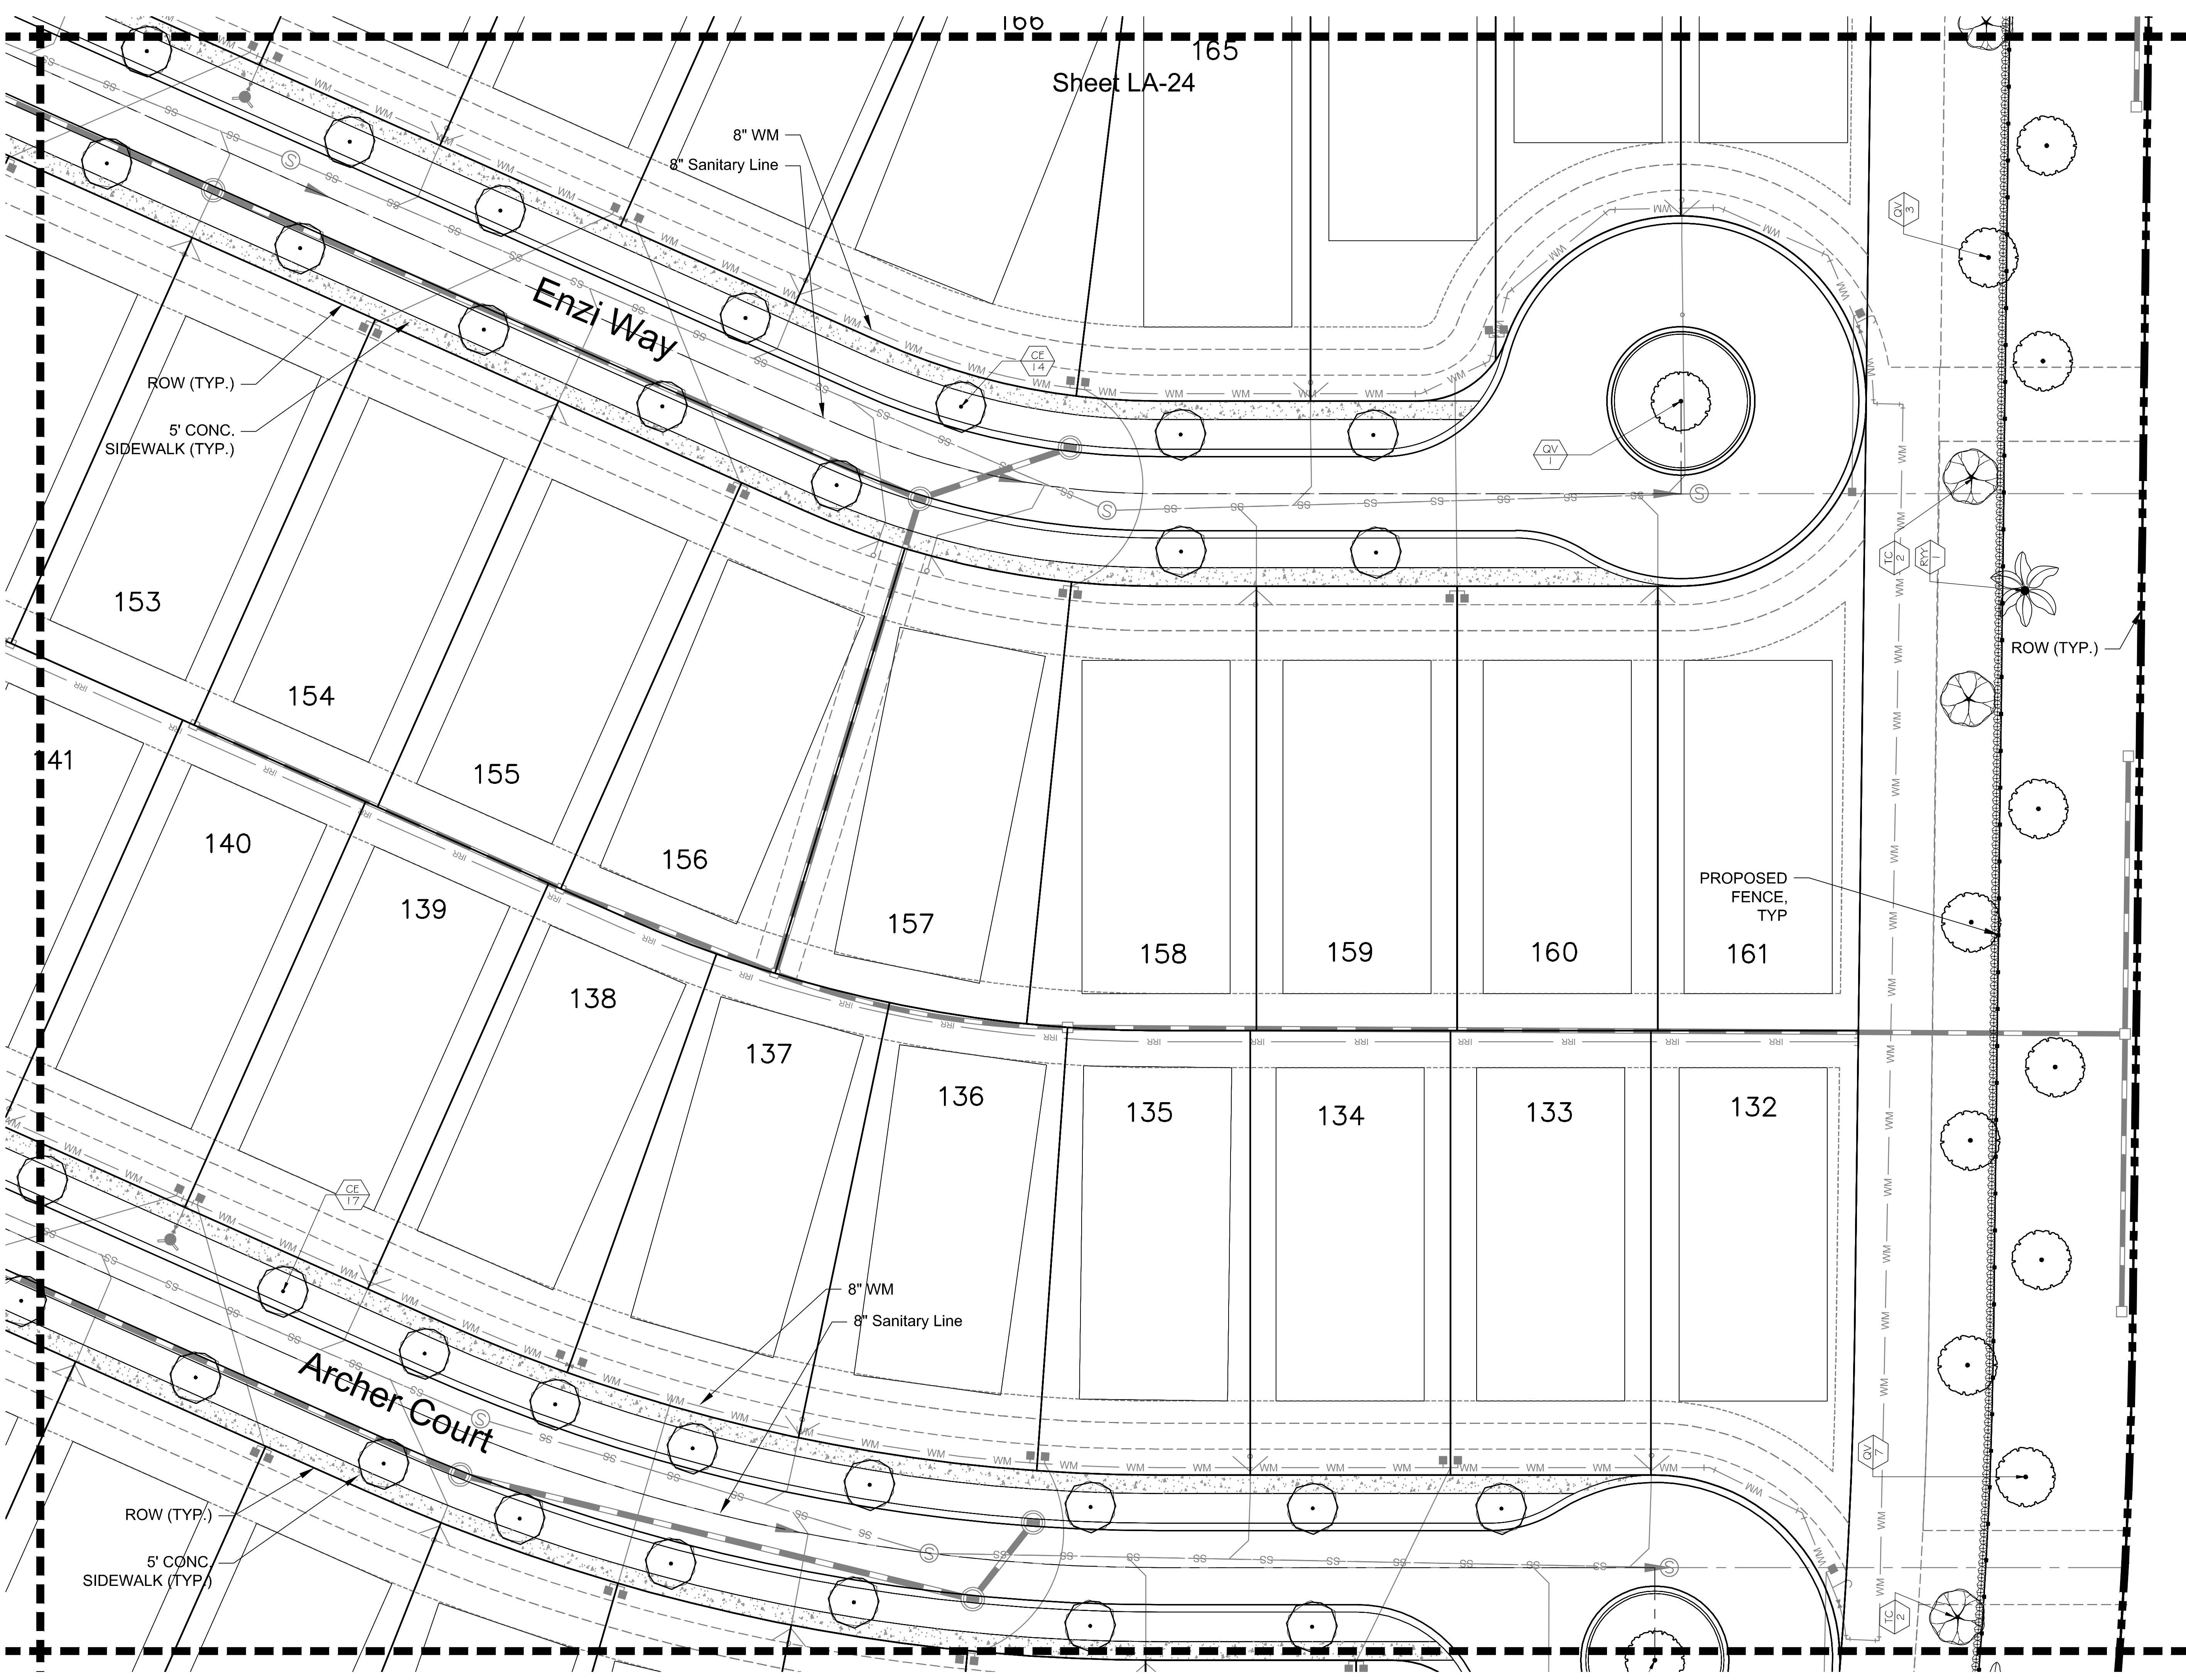 166
165
Sheet LA-24
8" WM
8" Sanitary Line
Enzi Way
CE
14
QV
3
QV
1
ROW (TYP.)
5' CONC.
SIDEWALK (TYP.)
TC
2
RYY
1
ROW (TYP.)
153
154
155
156
157
158
159
160
161
PROPOSED
FENCE,
TYP
141
140
139
138
137
136
135
134
133
132
CE
17
8" WM
8" Sanitary Line
Archer Court
QV
7
ROW (TYP.)
5' CONC.
SIDEWALK (TYP.)
TC
2
WM
SS
IRR
S